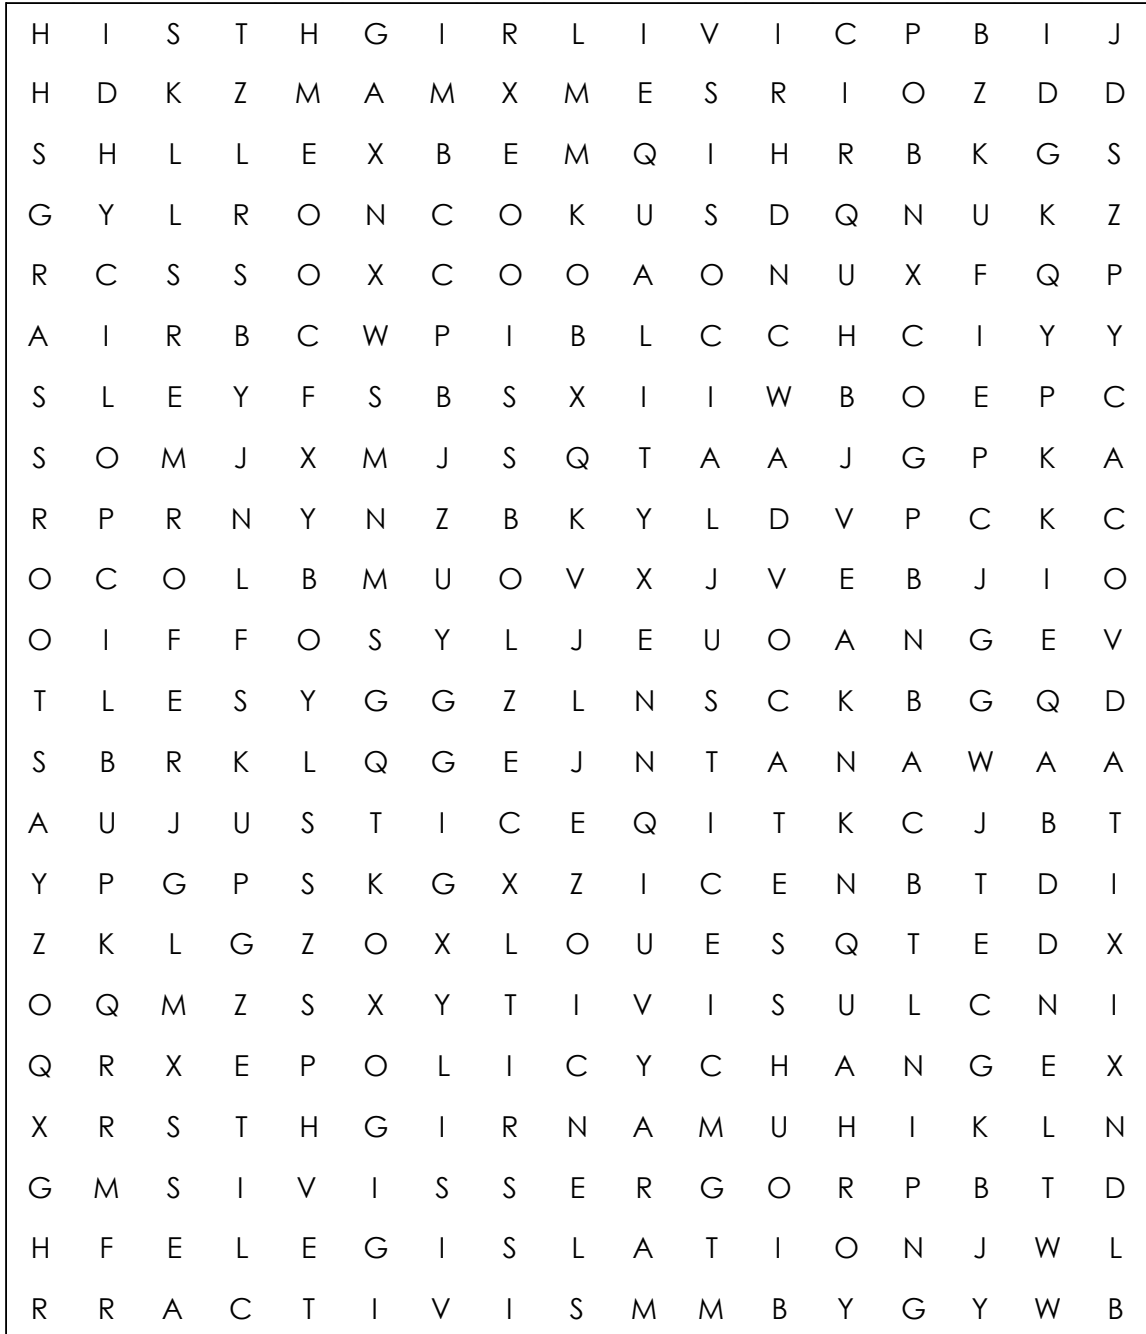 H I S T H G I R L I V I C P B I J
H D K Z M A M X M E S R I O Z D D
S H L L E X B E M Q I H R B K G S
G Y L R O N C O K U S D Q N U K Z
R C S S O X C O O A O N U X F Q P
A I R B C W P I B L C C H C I Y Y
S L E Y F S B S X I I W B O E P C
S O M J X M J S Q T A A J G P K A
R P R N Y N Z B K Y L D V P C K C
O C O L B M U O V X J V E B J I O
O I F F O S Y L J E U O A N G E V
T L E S Y G G Z L N S C K B G Q D
S B R K L Q G E J N T A N A W A A
A U J U S T I C E Q I T K C J B T
Y P G P S K G X Z I C E N B T D I
Z K L G Z O X L O U E S Q T E D X
O Q M Z S X Y T I V I S U L C N I
Q R X E P O L I C Y C H A N G E X
X R S T H G I R N A M U H I K L N
G M S I V I S S E R G O R P B T D
H F E L E G I S L A T I O N J W L
R R A C T I V I S M M B Y G Y W B